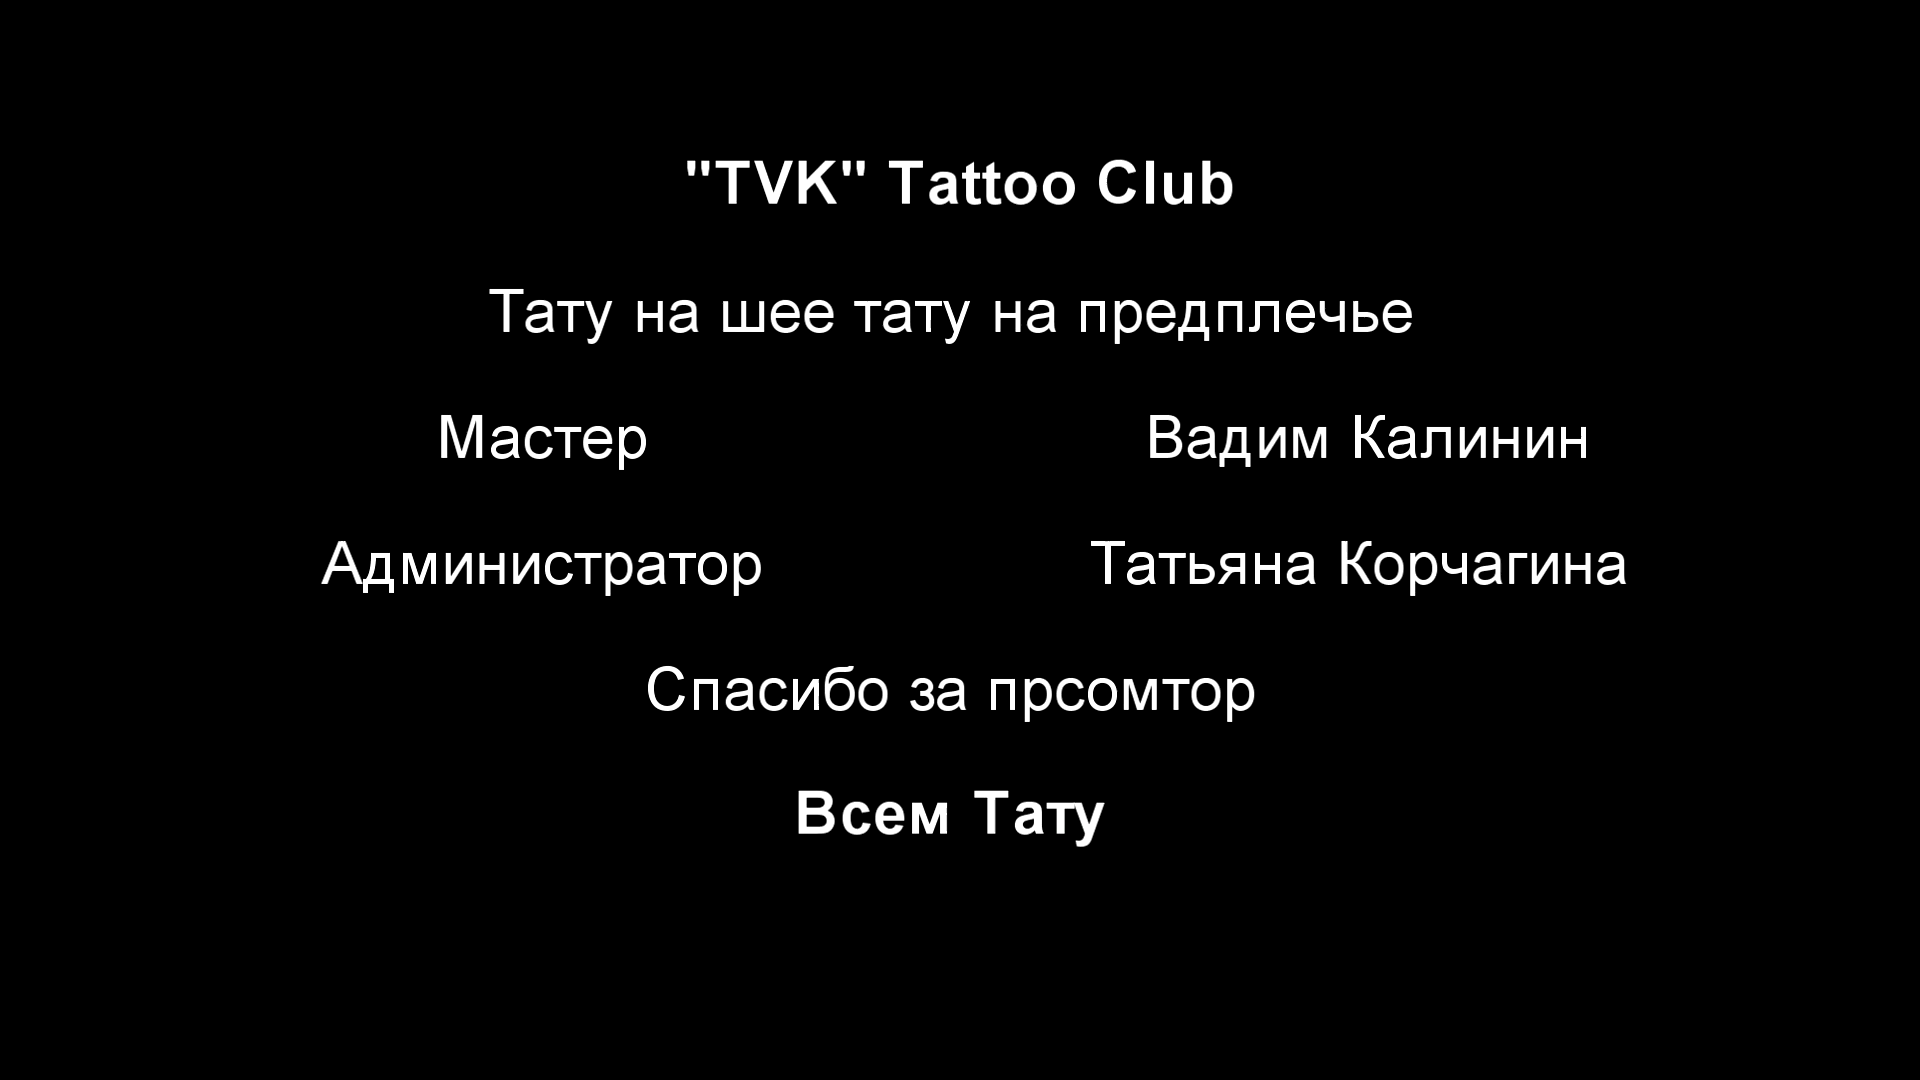 "TVK" Tattoo Club
Тату на шее тату на предплечье
Мастер Вадим Калинин
Администратор Татьяна Корчагина
Спасибо за прсомтор
Всем Тату